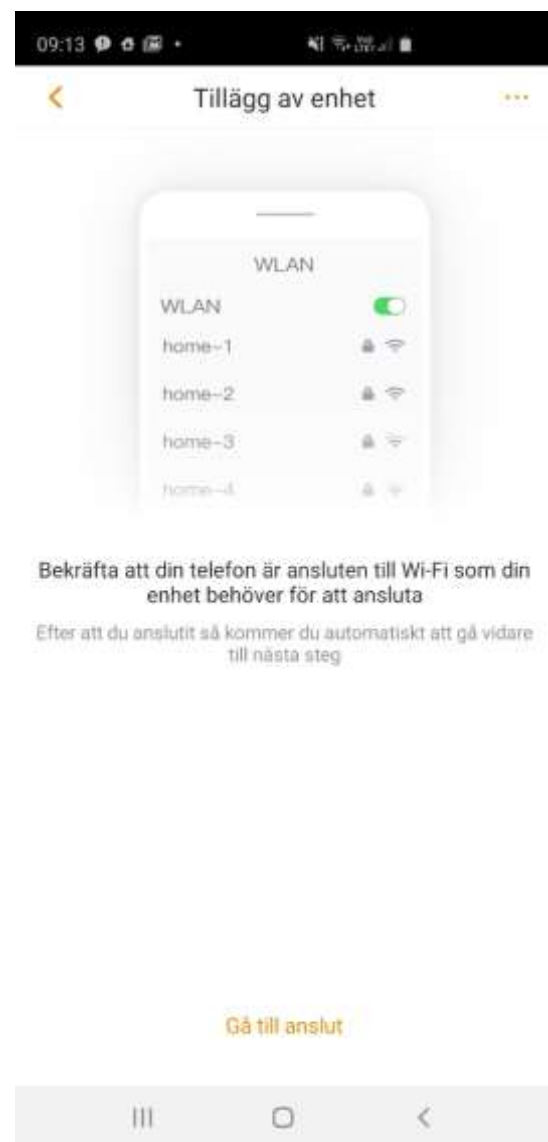 09:13
Tillägg av enhet
WLAN
WLAN
home-1
home-2
home-3
home-4
Bekräfta att din telefon är ansluten till Wi-Fi som din
enhet behöver för att ansluta
Efter att du anslutit så kommer du automatiskt att gå vidare
till nästa steg
Gå till anslut